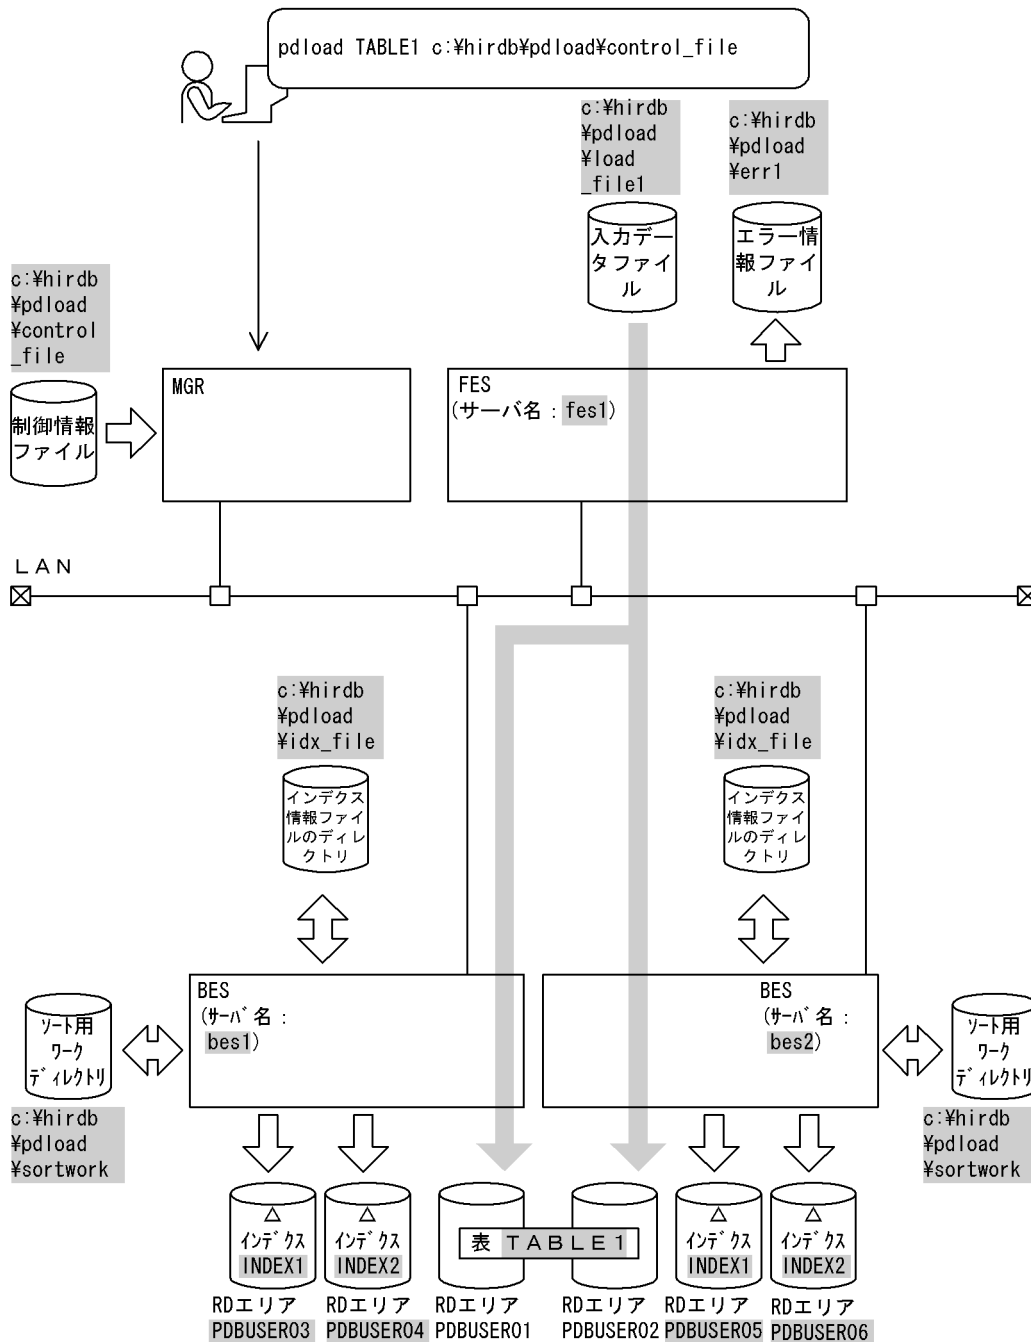 pdload TABLE1 c:¥hirdb¥pdload¥control_file
c:¥hirdb
¥pdload
¥load
_file1
c:¥hirdb
¥pdload
¥err1
入力デー
タファイ
ル
エラー情
報ファイ
ル
c:¥hirdb
¥pdload
¥control
_file
制御情報
ファイル
MGR
FES
(サーバ名：fes1)
ＬＡＮ
c:¥hirdb
¥pdload
¥idx_file
インデクス
情報ファイ
ルのディレ
クトリ
c:¥hirdb
¥pdload
¥idx_file
インデクス
情報ファイ
ルのディレ
クトリ
BES
(ｻｰﾊﾞ名：
bes1)
BES
(ｻｰﾊﾞ名：
bes2)
ｿｰﾄ用
ﾜｰｸ
ﾃﾞｨﾚｸﾄﾘ
c:¥hirdb
¥pdload
¥sortwork
ｿｰﾄ用
ﾜｰｸ
ﾃﾞｨﾚｸﾄﾘ
c:¥hirdb
¥pdload
¥sortwork
ｲﾝﾃﾞｸｽ
INDEX1
ｲﾝﾃﾞｸｽ
INDEX2
表 ＴＡＢＬＥ１
ｲﾝﾃﾞｸｽ
INDEX1
ｲﾝﾃﾞｸｽ
INDEX2
RDエリア
PDBUSER03
RDエリア
PDBUSER04
RDエリア
PDBUSER01
RDエリア
PDBUSER02
RDエリア
PDBUSER05
RDエリア
PDBUSER06